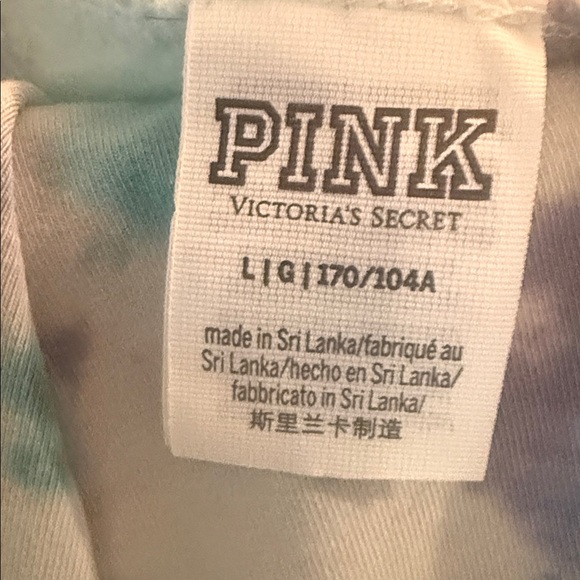 PINK
VICTORIA'S SECRET
L|G|170/104A
made in Sri Lanka/fabriqué au
Sri Lanka/hecho en Sri Lanka/
fabbricato in Sri Lanka/
斯里兰卡制造